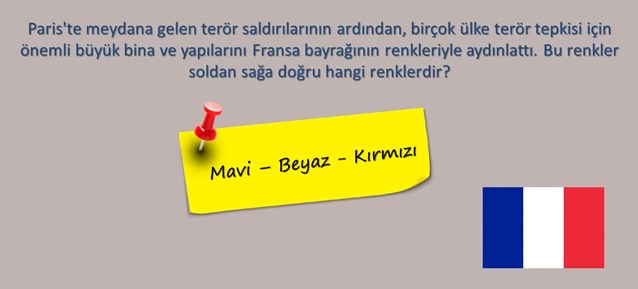 Paris'te meydana gelen terör saldırılarının ardından, birçok ülke terör tepkisi için
önemli büyük bina ve yapılarını Fransa bayrağının renkleriyle aydınlattı. Bu renkler
soldan sağa doğru hangi renklerdir?
Mavi – Beyaz - Kırmızı